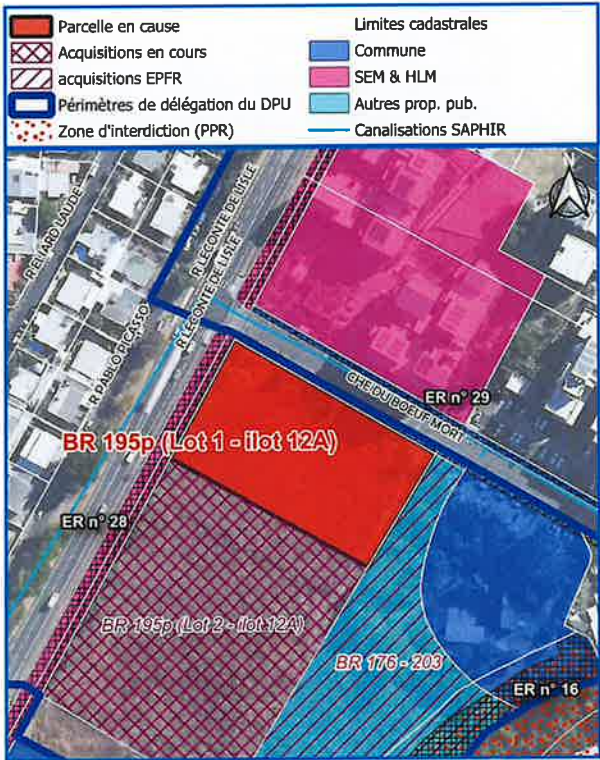 Parcelle en cause
Acquisitions en cours
acquisitions EPFR
Périmètres de délégation du DPU
Zone d'interdiction (PPR)
Limites cadastrales
Commune
SEM & HLM
Autres prop. pub.
Canalisations SAPHIR
N
R ELIARD LAUDE
R PABLO PICASSO
R LECONTE DE LISLE
R LECONTE DE LISLE
CHE DU BOEUF MORT
ER n° 29
BR 195p (Lot 1 - ilot 12A)
ER n° 28
BR 195p (Lot 2 - ilot 12A)
BR 176 - 203
ER n° 16